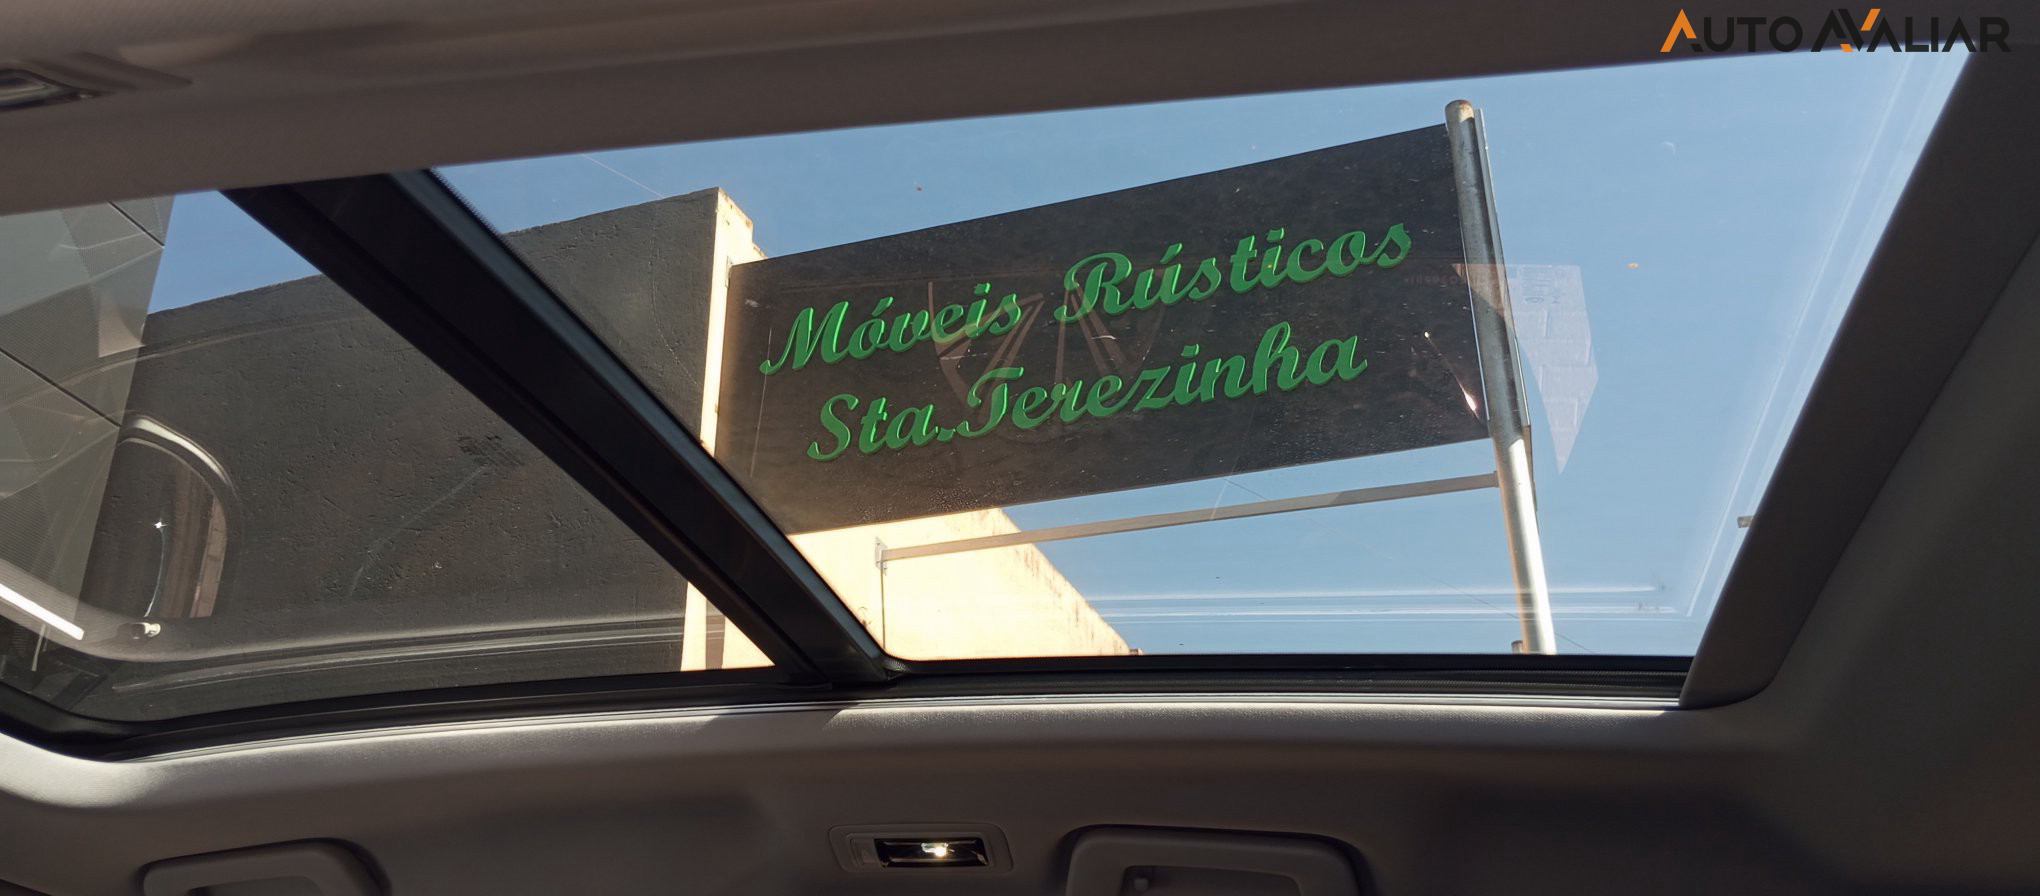 AUTO AVALIAR
Móveis Rústicos
Sta.Terezinha